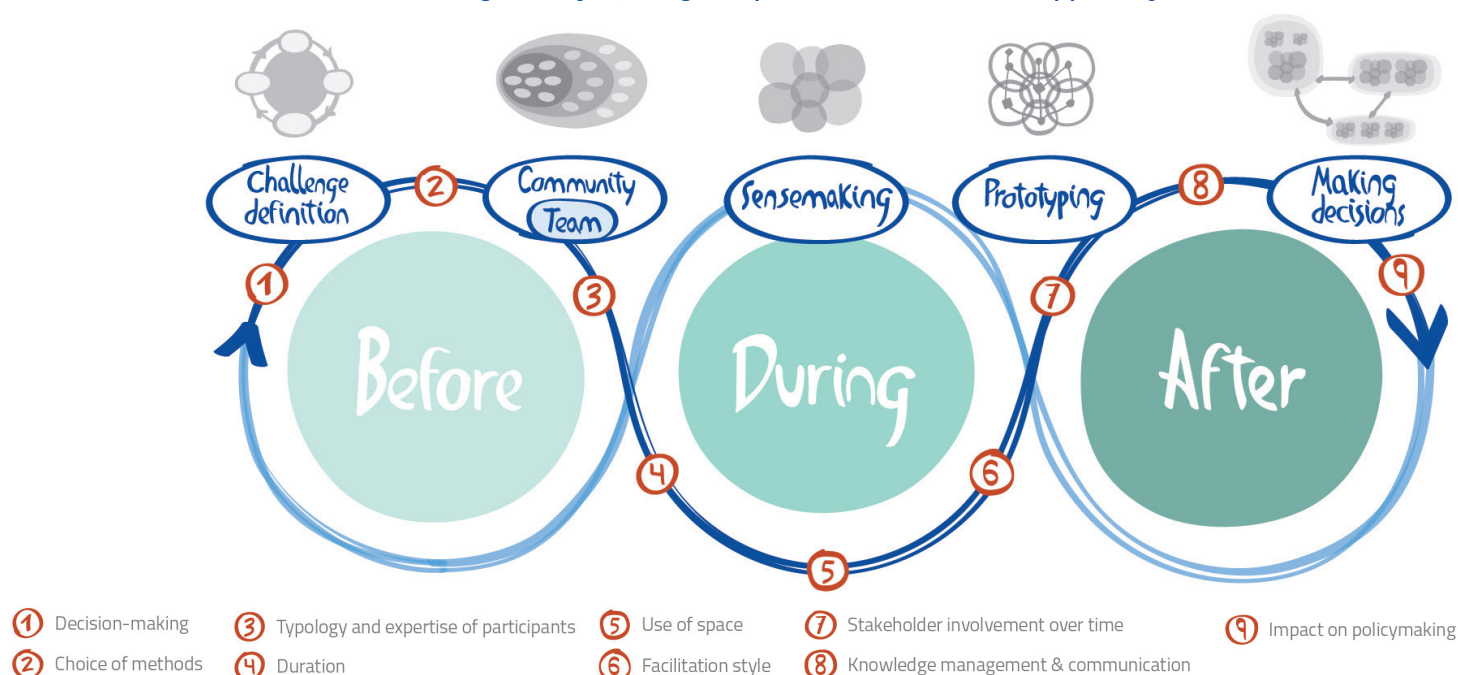 Challenge
definition
2
Community
Team
Sensemaking
Prototyping
8
Making
decisions
1
3
7
9
Before
During
After
4
6
5
1 Decision-making
2 Choice of methods
3 Typology and expertise of participants
4 Duration
5 Use of space
6 Facilitation style
7 Stakeholder involvement over time
8 Knowledge management & communication
9 Impact on policymaking